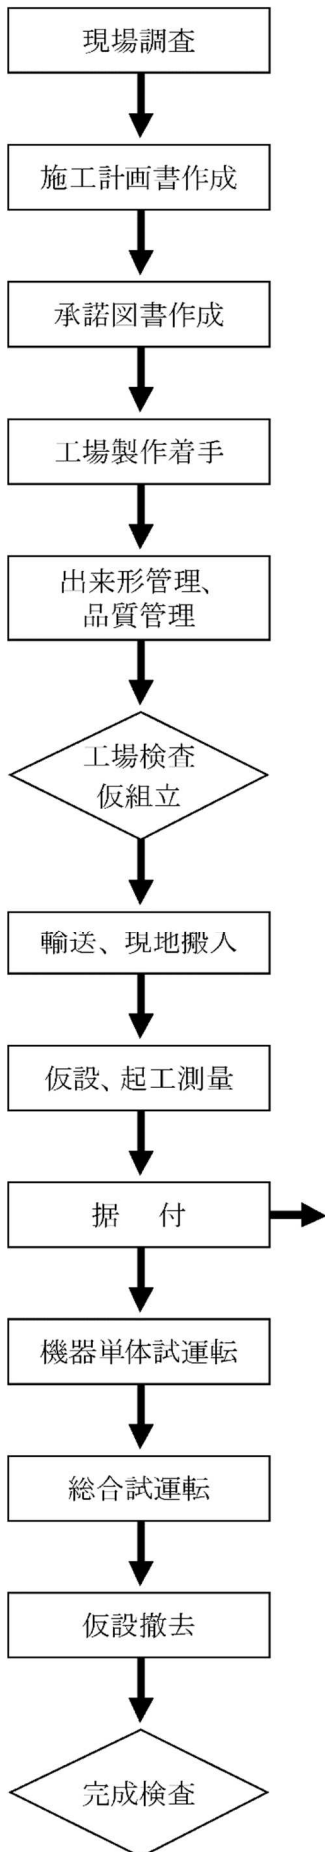 現場調査
施工計画書作成
承諾図書作成
工場製作着手
出来形管理、
品質管理
工場検査
仮組立
輸送、現地搬入
仮設、起工測量
据　付
機器単体試運転
総合試運転
仮設撤去
完成検査